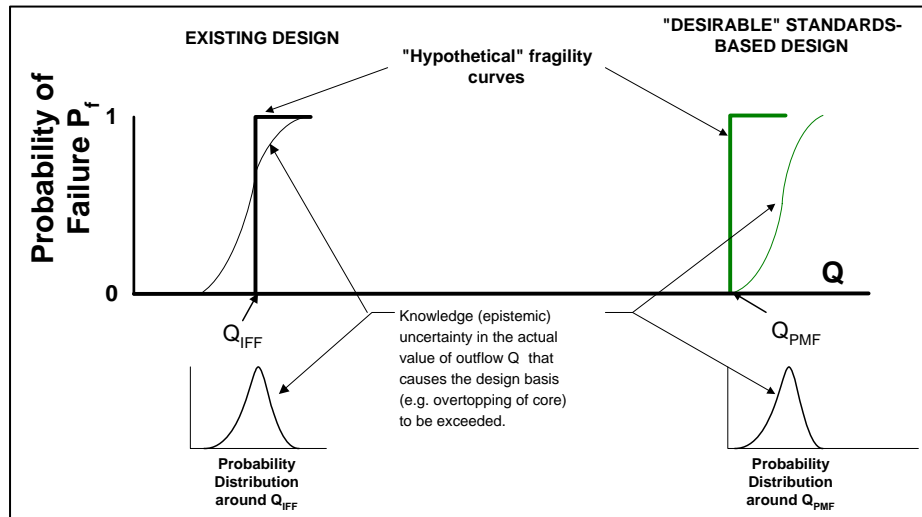 EXISTING DESIGN
"DESIRABLE" STANDARDS-
BASED DESIGN
"Hypothetical" fragility
curves
Probability of
Failure Pf
1
0
Q
QIFF
QPMF
Knowledge (epistemic)
uncertainty in the actual
value of outflow Q that
causes the design basis
(e.g. overtopping of core)
to be exceeded.
Probability
Distribution
around QIFF
Probability
Distribution
around QPMF